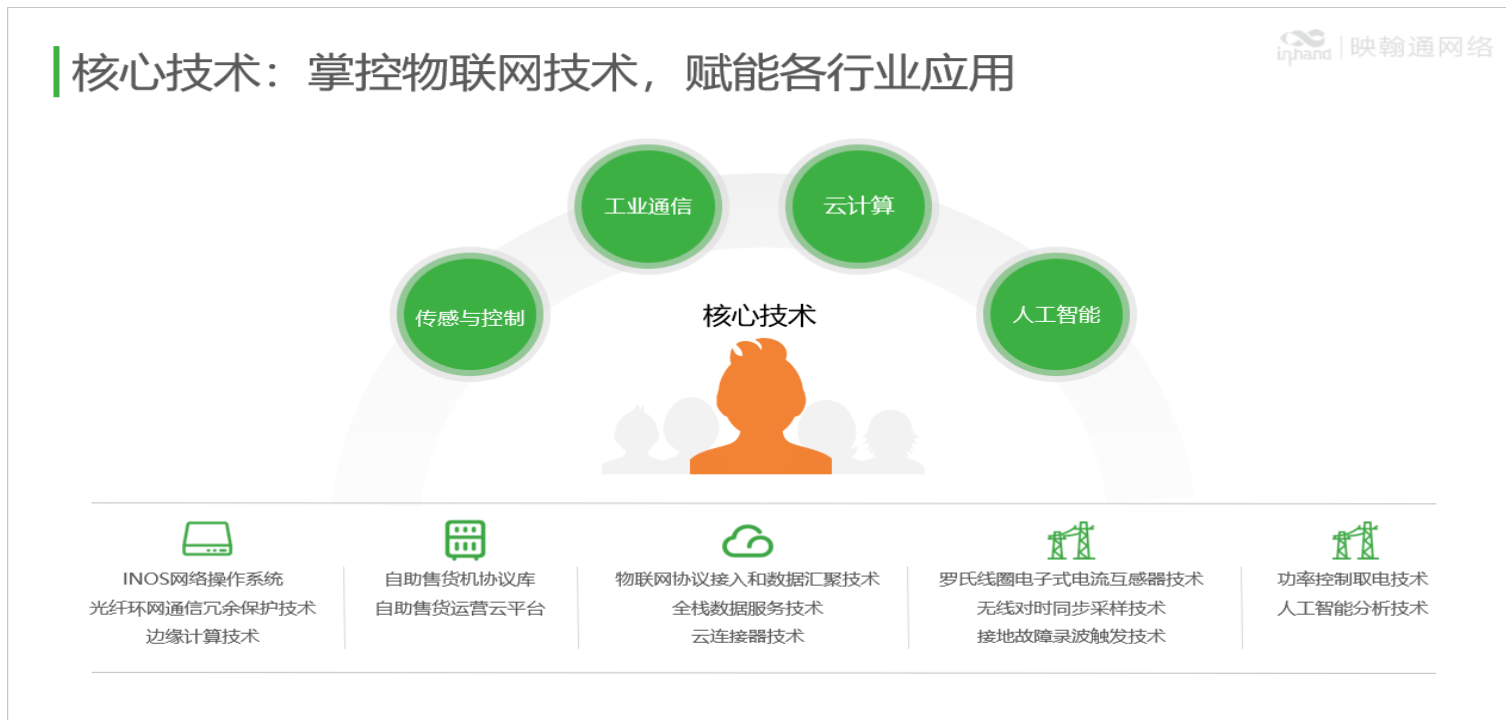 核心技术：掌控物联网技术，赋能各行业应用
inhand 映翰通网络
工业通信
云计算
传感与控制
核心技术
人工智能
INOS网络操作系统
光纤环网通信冗余保护技术
边缘计算技术
自助售货机协议库
自助售货运营云平台
物联网协议接入和数据汇聚技术
全栈数据服务技术
云连接器技术
罗氏线圈电子式电流互感器技术
无线对时同步采样技术
接地故障录波触发技术
功率控制取电技术
人工智能分析技术